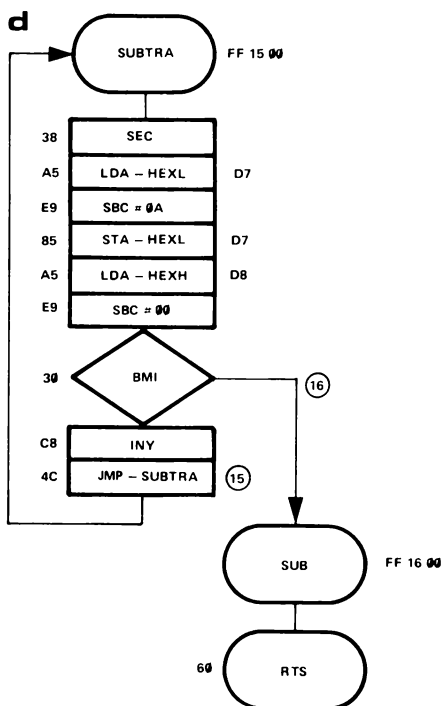 d
SUBTRA FF 15 00
38 SEC
A5 LDA – HEXL D7
E9 SBC = 0A
85 STA – HEXL D7
A5 LDA – HEXH D8
E9 SBC = 00
30 BMI 16
C8 INY
4C JMP – SUBTRA 15
SUB FF 16 00
60 RTS